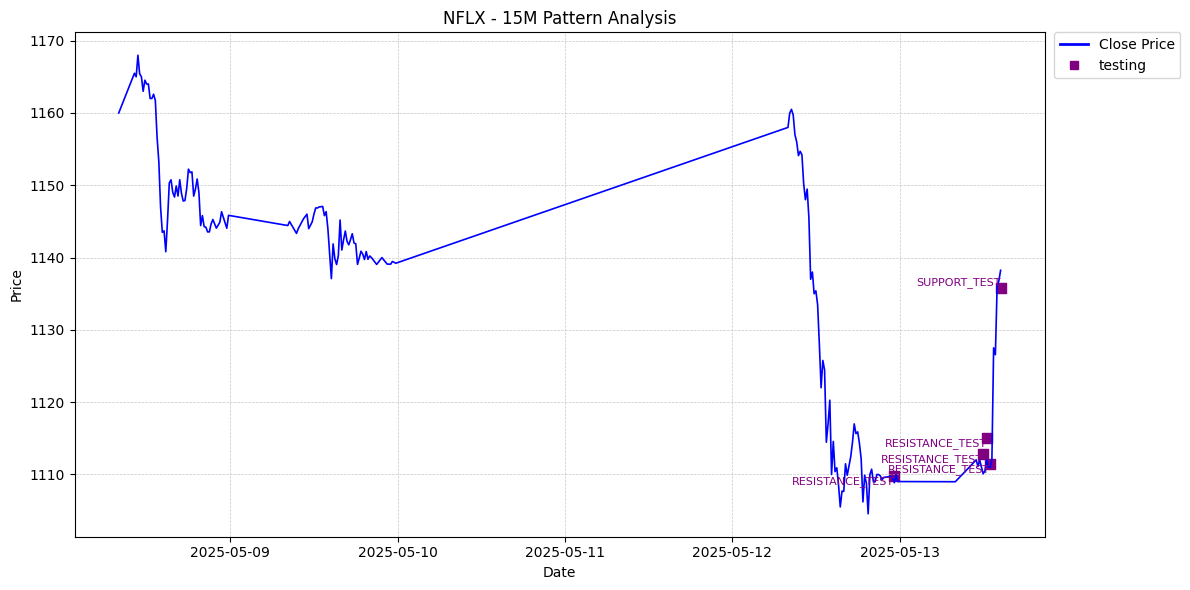 NFLX - 15M Pattern Analysis
Close Price
testing
1170
1160
1150
1140
1130
1120
1110
Price
SUPPORT_TEST
RESISTANCE_TEST
RESISTANCE_TEST
RESISTANCE_TEST
RESISTANCE_TEST
2025-05-09
2025-05-10
2025-05-11
2025-05-12
2025-05-13
Date